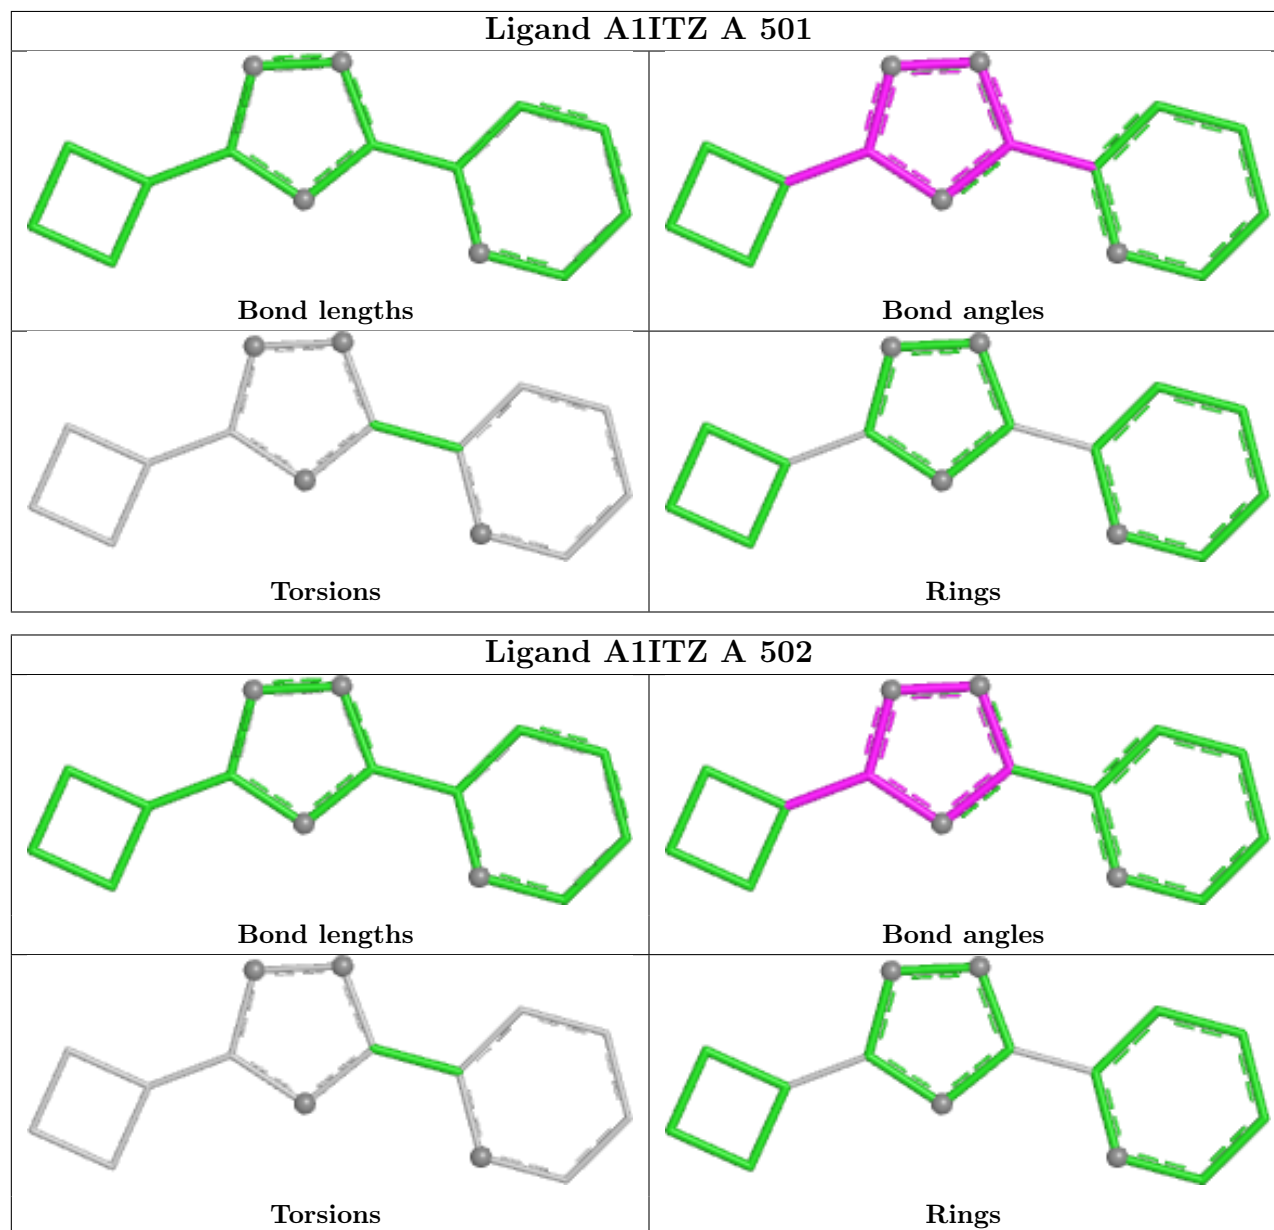 Ligand A1ITZ A 501
Bond lengths
Bond angles
Torsions
Rings
Ligand A1ITZ A 502
Bond lengths
Bond angles
Torsions
Rings